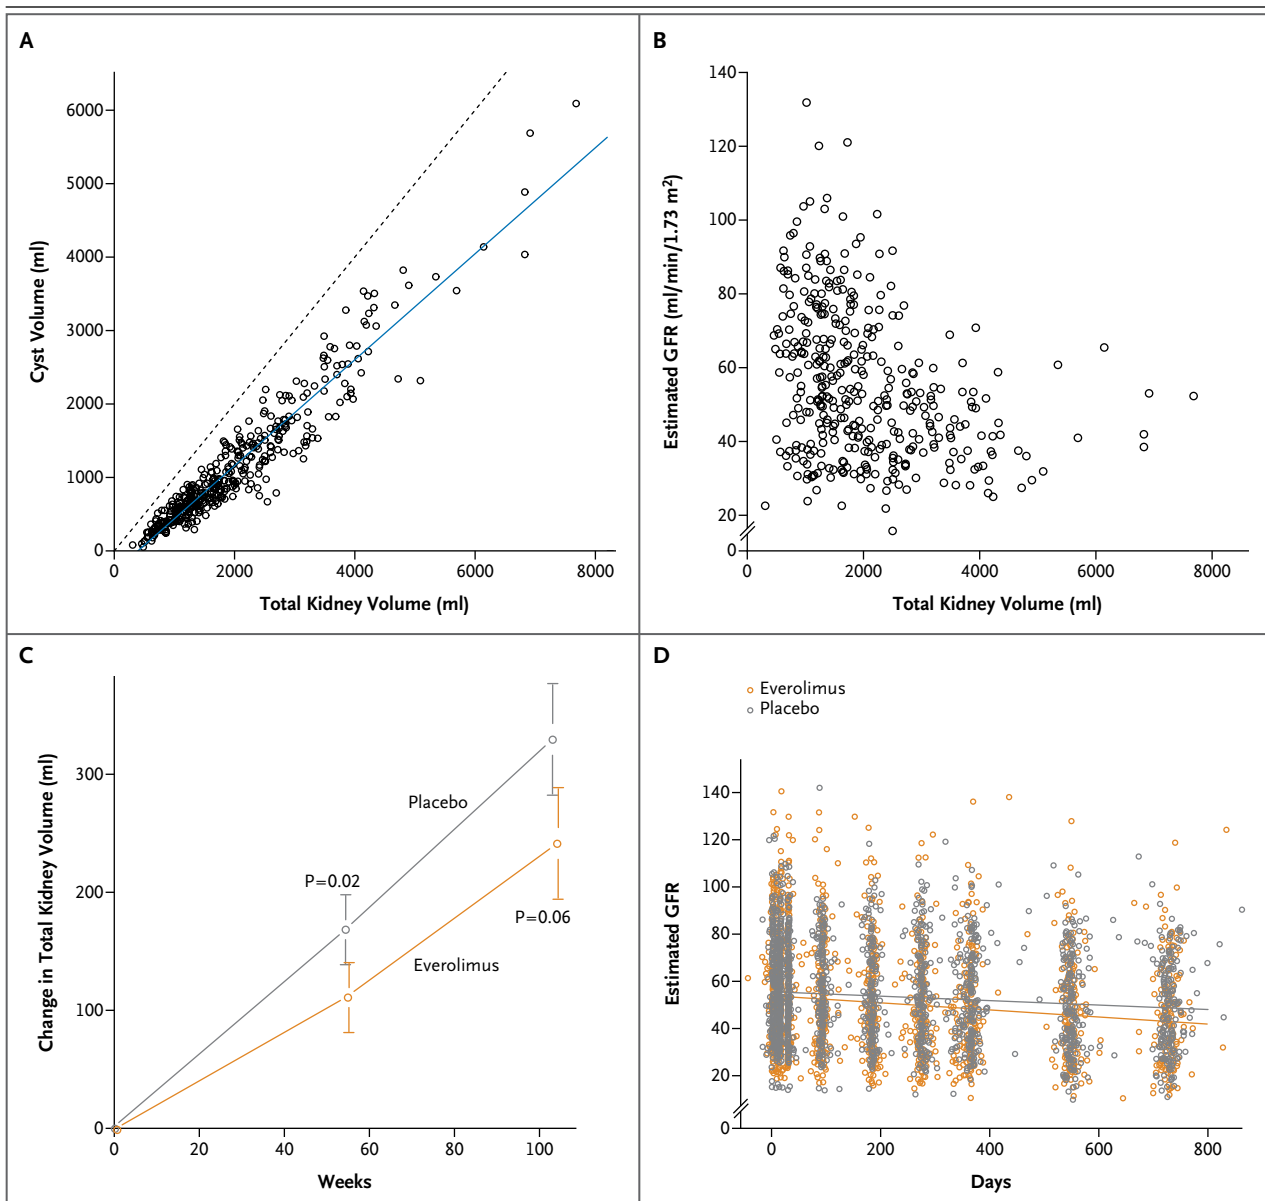 A
Cyst Volume (ml)
6000
5000
4000
3000
2000
1000
0
0 2000 4000 6000 8000
Total Kidney Volume (ml)
B
Estimated GFR (ml/min/1.73 m²)
140
120
100
80
60
40
20
0
0 2000 4000 6000 8000
Total Kidney Volume (ml)
C
Change in Total Kidney Volume (ml)
300
200
100
0
Placebo
P=0.02
P=0.06
Everolimus
0 20 40 60 80 100
Weeks
D
Everolimus
Placebo
Estimated GFR
140
120
100
80
60
40
20
0
0 200 400 600 800
Days